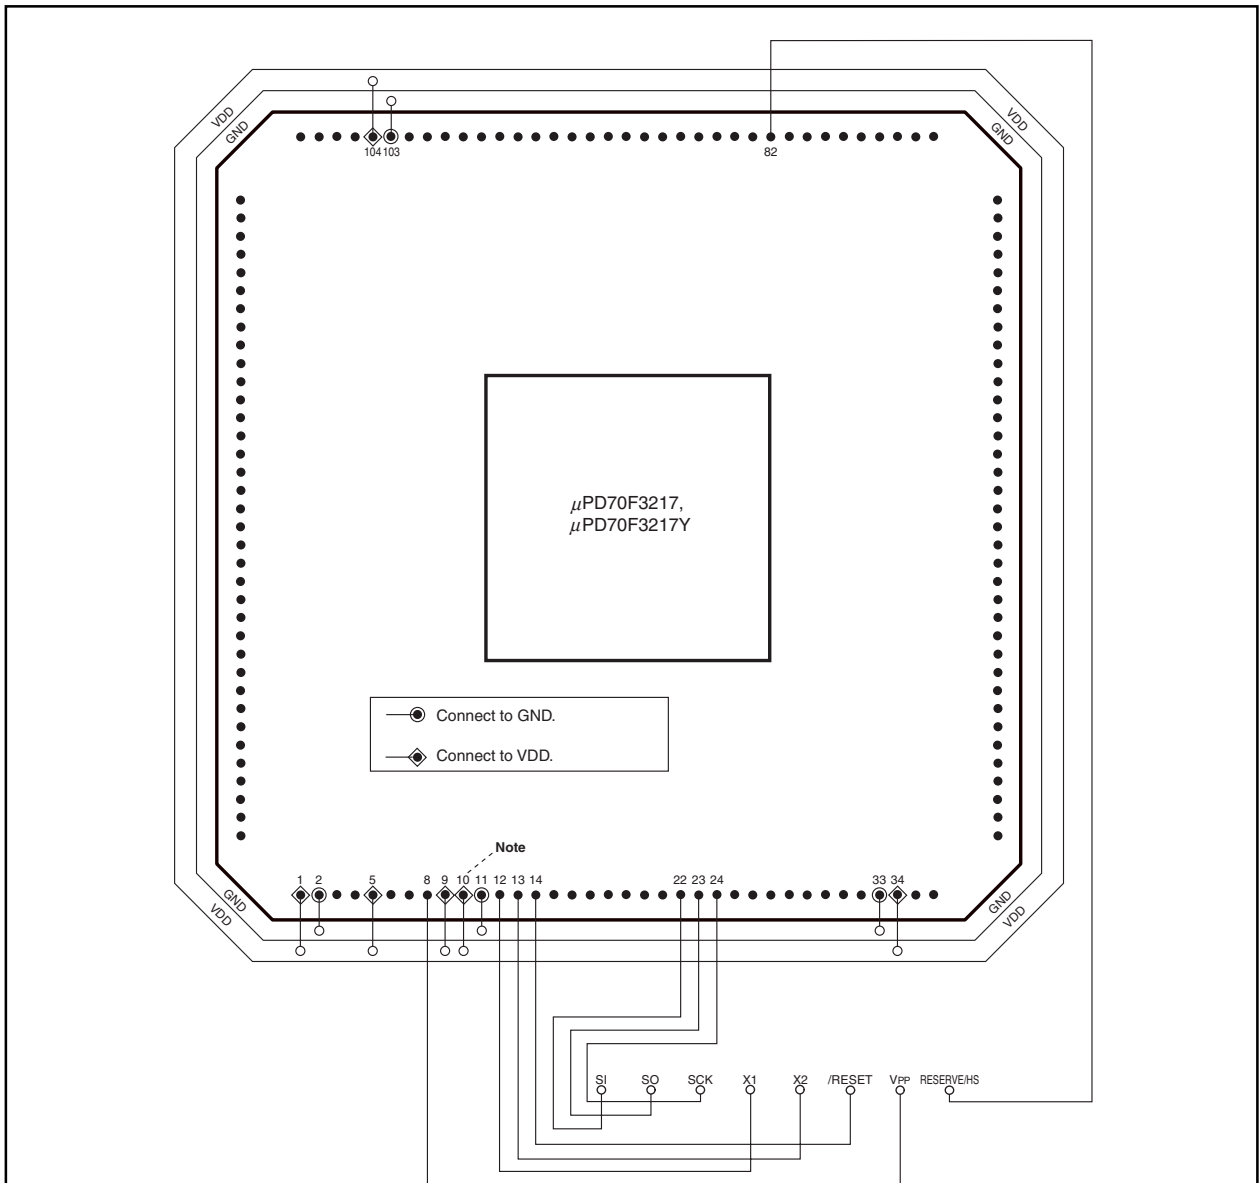 VDD
GND
VDD
GND
104 103
82
μPD70F3217,
μPD70F3217Y
Connect to GND.
Connect to VDD.
Note
1 2 5 8 9 10 11 12 13 14 22 23 24 33 34
GND
VDD
GND
VDD
SI SO SCK X1 X2 /RESET VPP RESERVE/HS